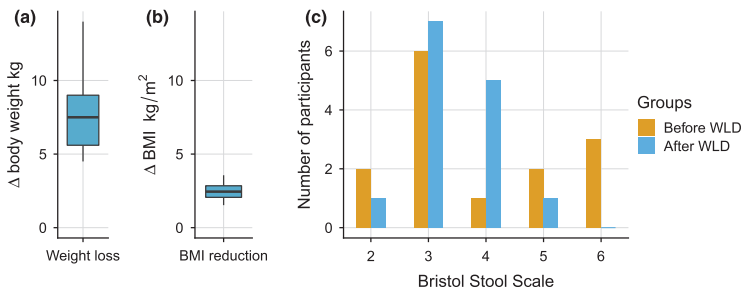 (a)
Δ body weight kg
10
5
0
Weight loss
(b)
Δ BMI kg/m²
10
5
0
BMI reduction
(c)
Number of participants
6
4
2
0
2 3 4 5 6
Bristol Stool Scale
Groups
Before WLD
After WLD